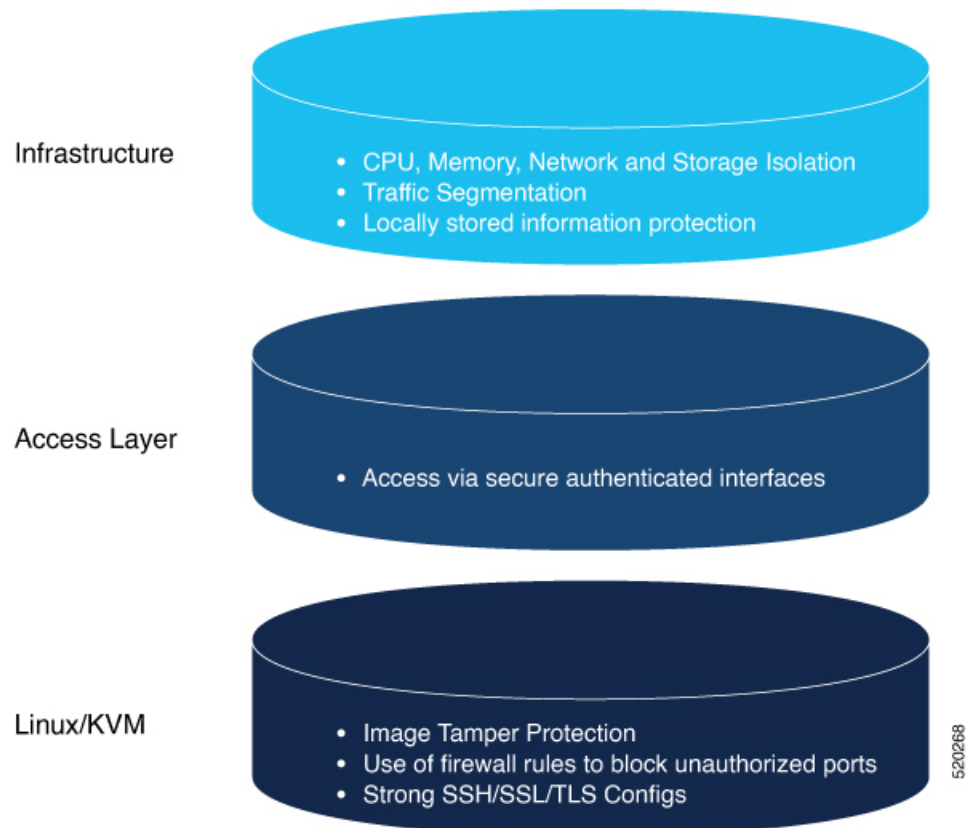 Infrastructure
• CPU, Memory, Network and Storage Isolation
• Traffic Segmentation
• Locally stored information protection
Access Layer
• Access via secure authenticated interfaces
Linux/KVM
• Image Tamper Protection
• Use of firewall rules to block unauthorized ports
• Strong SSH/SSL/TLS Configs
520268